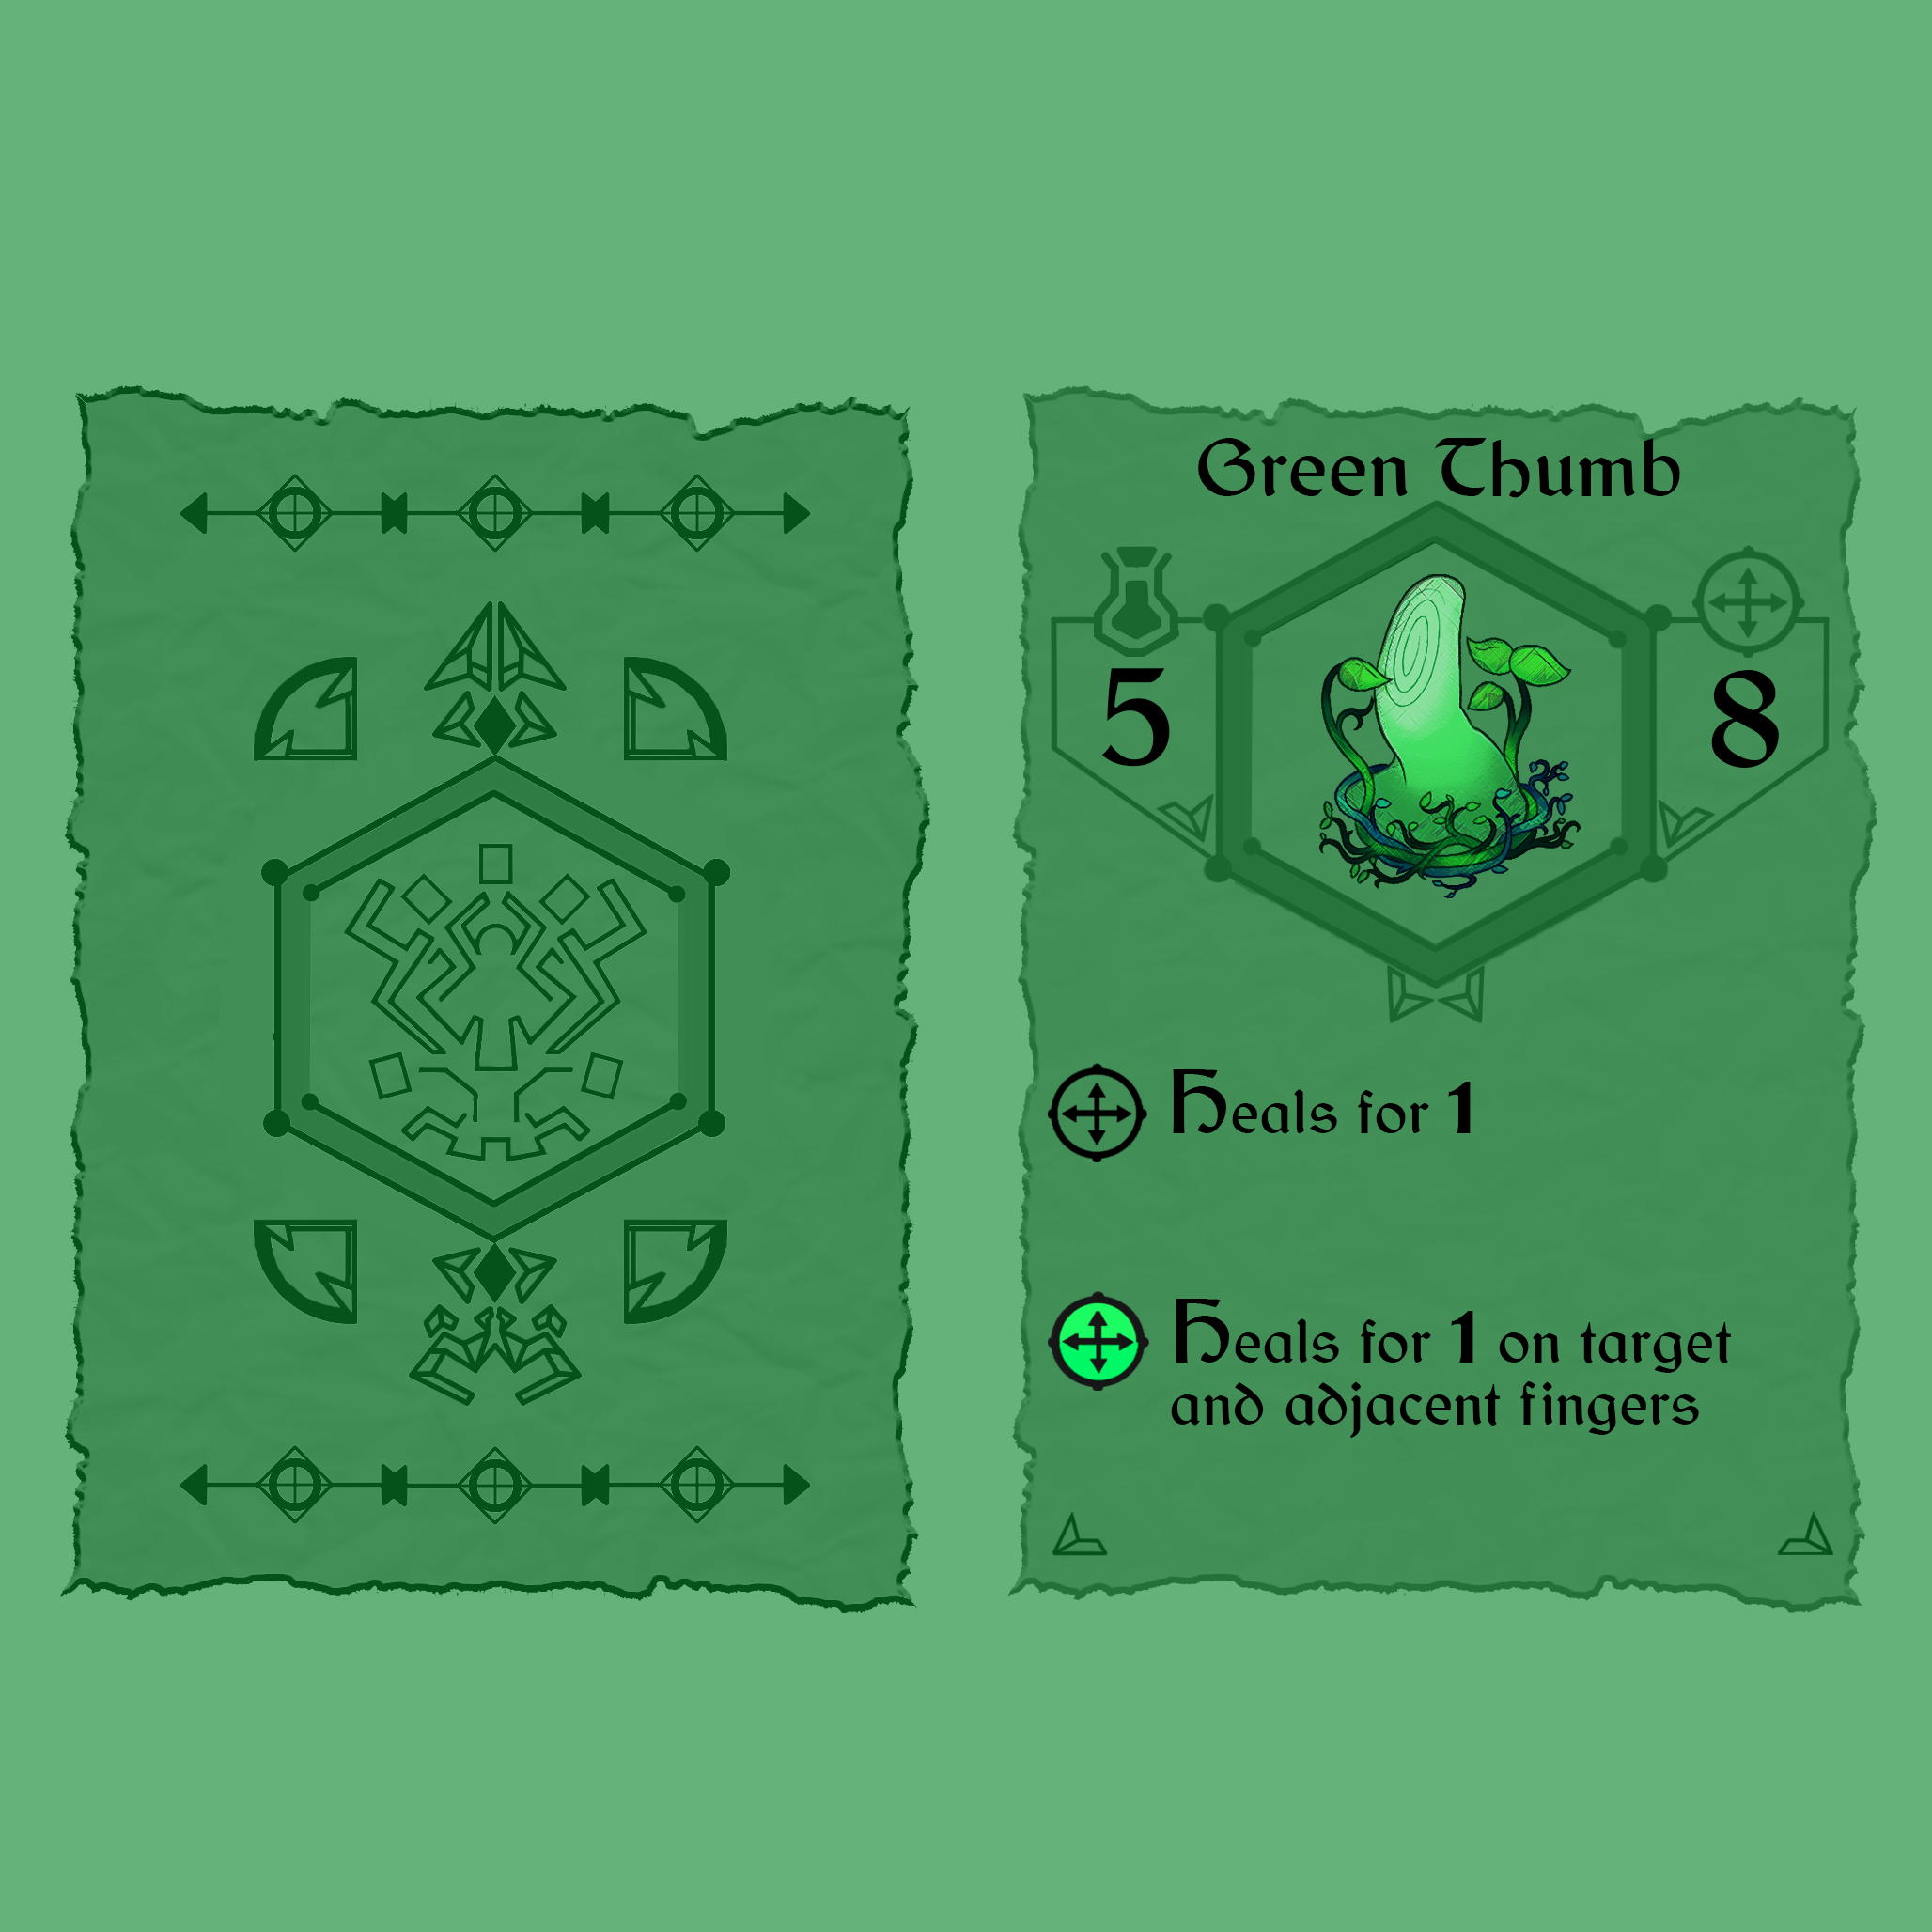 Green Thumb
5
8
Heals for 1
Heals for 1 on target
and adjacent fingers